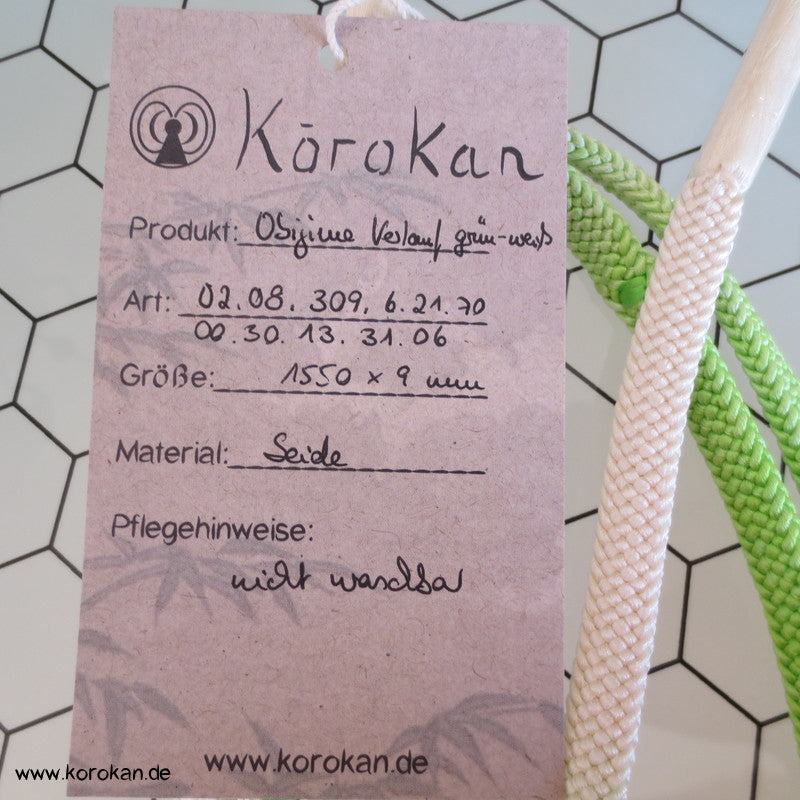 Kōrokan
Produkt: Obijime Verlauf grün-weiß
Art: 02.08.309.6.21.70
00.30.13.31.06
Größe: 1550 x 9 mm
Material: Seide
Pflegehinweise:
nicht waschbar
www.korokan.de
www.korokan.de